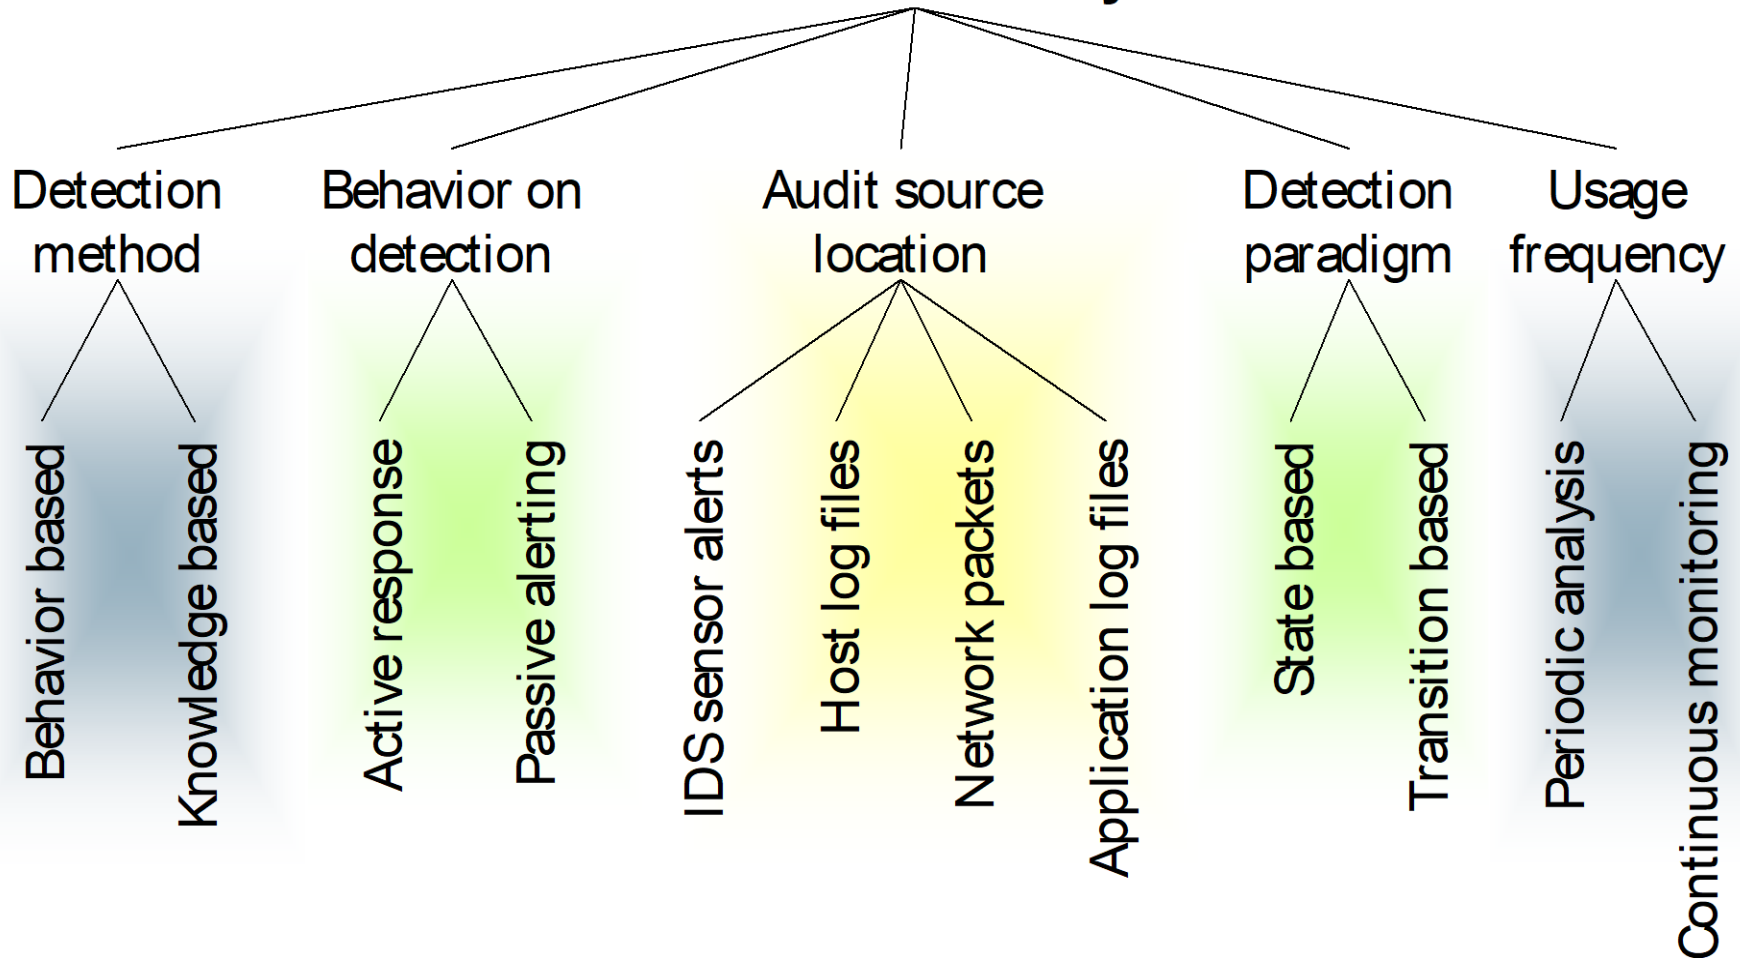 Detection
method
Behavior on
detection
Audit source
location
Detection
paradigm
Usage
frequency
Behavior based
Knowledge based
Active response
Passive alerting
IDS sensor alerts
Host log files
Network packets
Application log files
State based
Transition based
Periodic analysis
Continuous monitoring